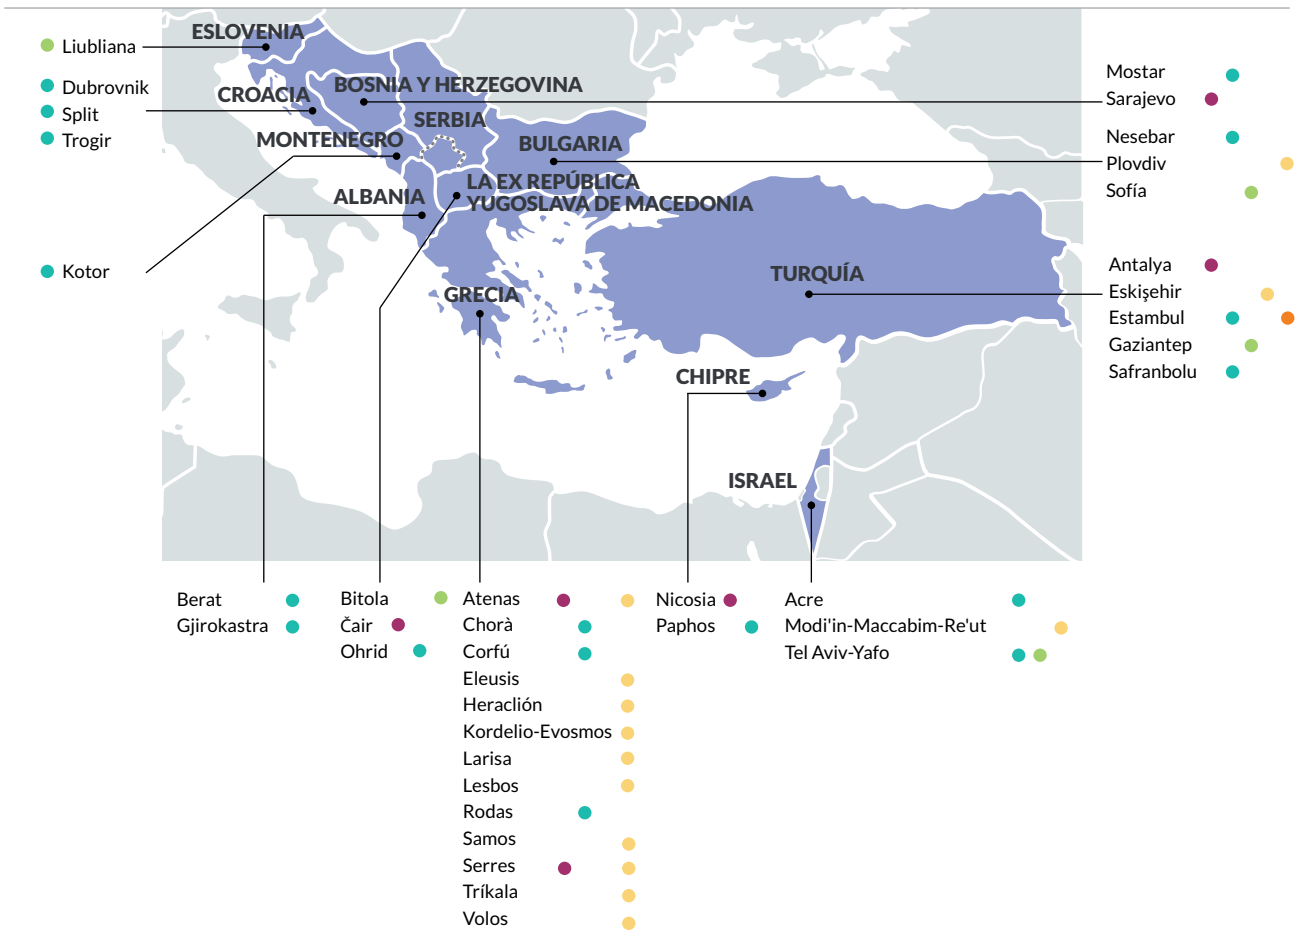 ESLOVENIA
Liubliana
Dubrovnik
Split
Trogir
CROACIA
BOSNIA Y HERZEGOVINA
SERBIA
MONTENEGRO
BULGARIA
ALBANIA
LA EX REPÚBLICA
YUGOSLAVA DE MACEDONIA
Kotor
GRECIA
TURQUÍA
CHIPRE
ISRAEL
Mostar
Sarajevo
Nesebar
Plovdiv
Sofía
Antalya
Eskişehir
Estambul
Gaziantep
Safranbolu
Berat
Gjirokastra
Bitola
Čair
Ohrid
Atenas
Chorà
Corfú
Eleusis
Heraclión
Kordelio-Evosmos
Larisa
Lesbos
Rodas
Samos
Serres
Tríkala
Volos
Nicosia
Paphos
Acre
Modi'in-Maccabim-Re'ut
Tel Aviv-Yafo